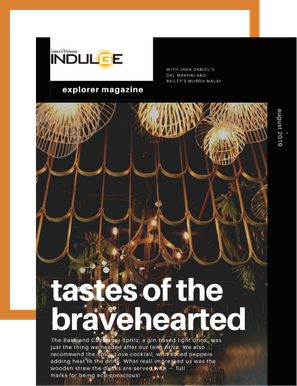 INDULGE
explorer magazine
WITH JACK DANIEL'S
DAL MAKHNI AND
BAILEY'S MURGH MALAI
august 2019
tastes of the
bravehearted
The Basil and Cucumber Spritz, a gin-based light drink, was
just the thing we needed after our long drive. We also
recommend the Spicy Love cocktail, with sliced peppers
adding heat to the drink. What really impressed us was the
wooden straw the drinks are served with — full
marks for being eco-conscious!